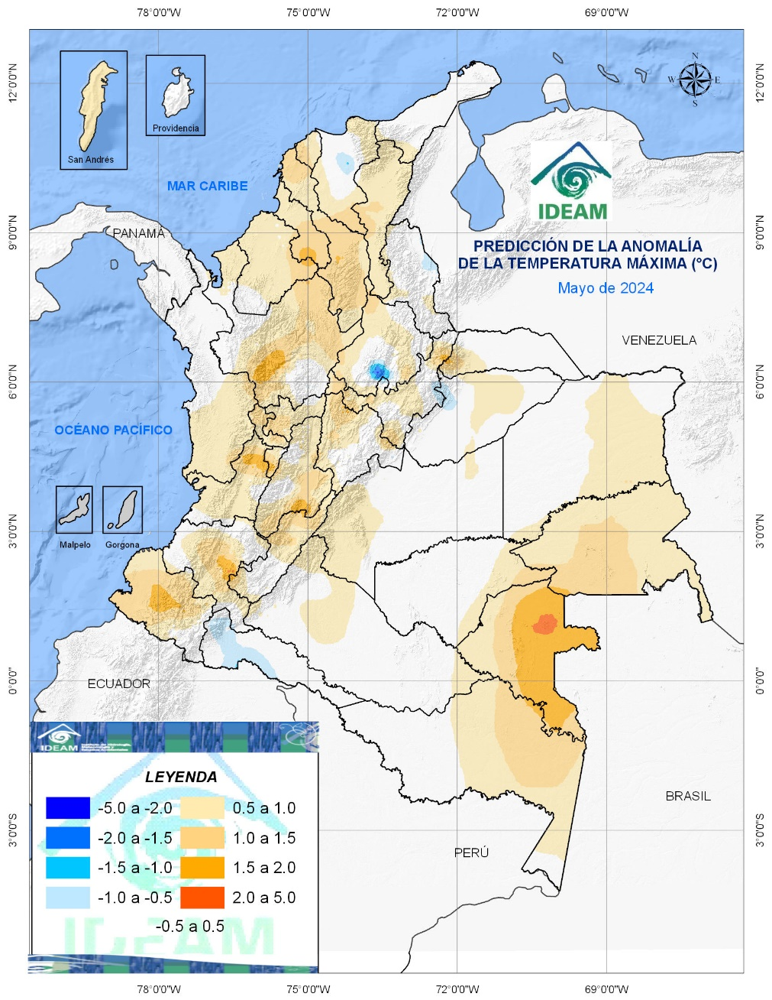 78°0'0"W
75°0'0"W
72°0'0"W
69°0'0"W
12°0'0"N
9°0'0"N
6°0'0"N
3°0'0"N
0°0'0"
3°0'0"S
12°0'0"N
9°0'0"N
6°0'0"N
3°0'0"N
0°0'0"
3°0'0"S
San Andrés
Providencia
N
W
E
S
MAR CARIBE
IDEAM
PANAMÁ
PREDICCIÓN DE LA ANOMALÍA
DE LA TEMPERATURA MÁXIMA (°C)
Mayo de 2024
VENEZUELA
OCÉANO PACÍFICO
Malpelo
Gorgona
ECUADOR
BRASIL
PERÚ
IDEAM
LEYENDA
-5.0 a -2.0
0.5 a 1.0
-2.0 a -1.5
1.0 a 1.5
-1.5 a -1.0
1.5 a 2.0
-1.0 a -0.5
2.0 a 5.0
-0.5 a 0.5
IDEAM
78°0'0"W
75°0'0"W
72°0'0"W
69°0'0"W